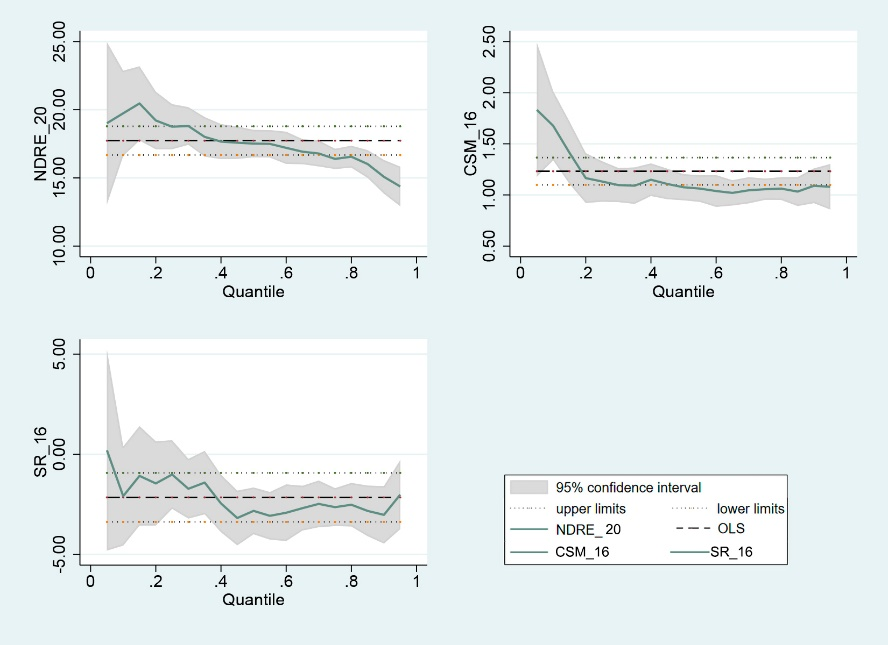 25.00
20.00
15.00
10.00
NDRE_20
0
.2
.4
.6
.8
1
Quantile
2.50
2.00
1.50
1.00
0.50
CSM_16
0
.2
.4
.6
.8
1
Quantile
5.00
0.00
-5.00
SR_16
0
.2
.4
.6
.8
1
Quantile
95% confidence interval
upper limits
lower limits
NDRE_20
OLS
CSM_16
SR_16